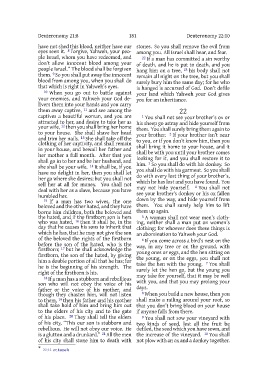 Deuteronomy 21:8 181 Deuteronomy 22:10
have not shed this blood, neither have our
eyes seen it. 8 Forgive, Yahweh, your peo-
ple Israel, whom you have redeemed, and
don't allow innocent blood among your
people Israel." The blood shall be forgiven
them. 9 So you shall put away the innocent
blood from among you, when you shall do
that which is right in Yahweh's eyes.
10 When you go out to battle against
your enemies, and Yahweh your God de-
livers them into your hands and you carry
them away captive, 11 and see among the
captives a beautiful woman, and you are
attracted to her, and desire to take her as
your wife, 12 then you shall bring her home
to your house. She shall shave her head
and trim her nails. 13 She shall take off the
clothing of her captivity, and shall remain
in your house, and bewail her father and
her mother a full month. After that you
shall go in to her and be her husband, and
she shall be your wife. 14 It shall be, if you
have no delight in her, then you shall let
her go where she desires; but you shall not
sell her at all for money. You shall not
deal with her as a slave, because you have
humbled her.
15 If a man has two wives, the one
beloved and the other hated, and they have
borne him children, both the beloved and
the hated, and if the firstborn son is hers
who was hated, 16 then it shall be, in the
day that he causes his sons to inherit that
which he has, that he may not give the son
of the beloved the rights of the firstborn
before the son of the hated, who is the
firstborn; 17 but he shall acknowledge the
firstborn, the son of the hated, by giving
him a double portion of all that he has; for
he is the beginning of his strength. The
right of the firstborn is his.
18 If a man has a stubborn and rebellious
son who will not obey the voice of his
father or the voice of his mother, and
though they chasten him, will not listen
to them, 19 then his father and his mother
shall take hold of him and bring him out
to the elders of his city and to the gate
of his place. 20 They shall tell the elders
of his city, "This our son is stubborn and
rebellious. He will not obey our voice. He
is a glutton and a drunkard." 21 All the men
of his city shall stone him to death with
stones. So you shall remove the evil from
among you. All Israel shall hear, and fear.
22 If a man has committed a sin worthy
of death, and he is put to death, and you
hang him on a tree, 23 his body shall not
remain all night on the tree, but you shall
surely bury him the same day; for he who
is hanged is accursed of God. Don't defile
your land which Yahweh your God gives
you for an inheritance.
22
1 You shall not see your brother's ox or
his sheep go astray and hide yourself from
them. You shall surely bring them again to
your brother. 2 If your brother isn't near
to you, or if you don't know him, then you
shall bring it home to your house, and it
shall be with you until your brother comes
looking for it, and you shall restore it to
him. 3 So you shall do with his donkey. So
you shall do with his garment. So you shall
do with every lost thing of your brother's,
which he has lost and you have found. You
may not hide yourself. 4 You shall not
see your brother's donkey or his ox fallen
down by the way, and hide yourself from
them. You shall surely help him to lift
them up again.
5 A woman shall not wear men's cloth-
ing, neither shall a man put on women's
clothing; for whoever does these things is
an abomination to Yahweh your God.
6 If you come across a bird's nest on the
way, in any tree or on the ground, with
young ones or eggs, and the hen sitting on
the young, or on the eggs, you shall not
take the hen with the young. 7 You shall
surely let the hen go, but the young you
may take for yourself, that it may be well
with you, and that you may prolong your
days.
8 When you build a new house, then you
shall make a railing around your roof, so
that you don't bring blood on your house
if anyone falls from there.
9 You shall not sow your vineyard with
two kinds of seed, lest all the fruit be
defiled, the seed which you have sown, and
the increase of the vineyard. 10 You shall
not plow with an ox and a donkey together.